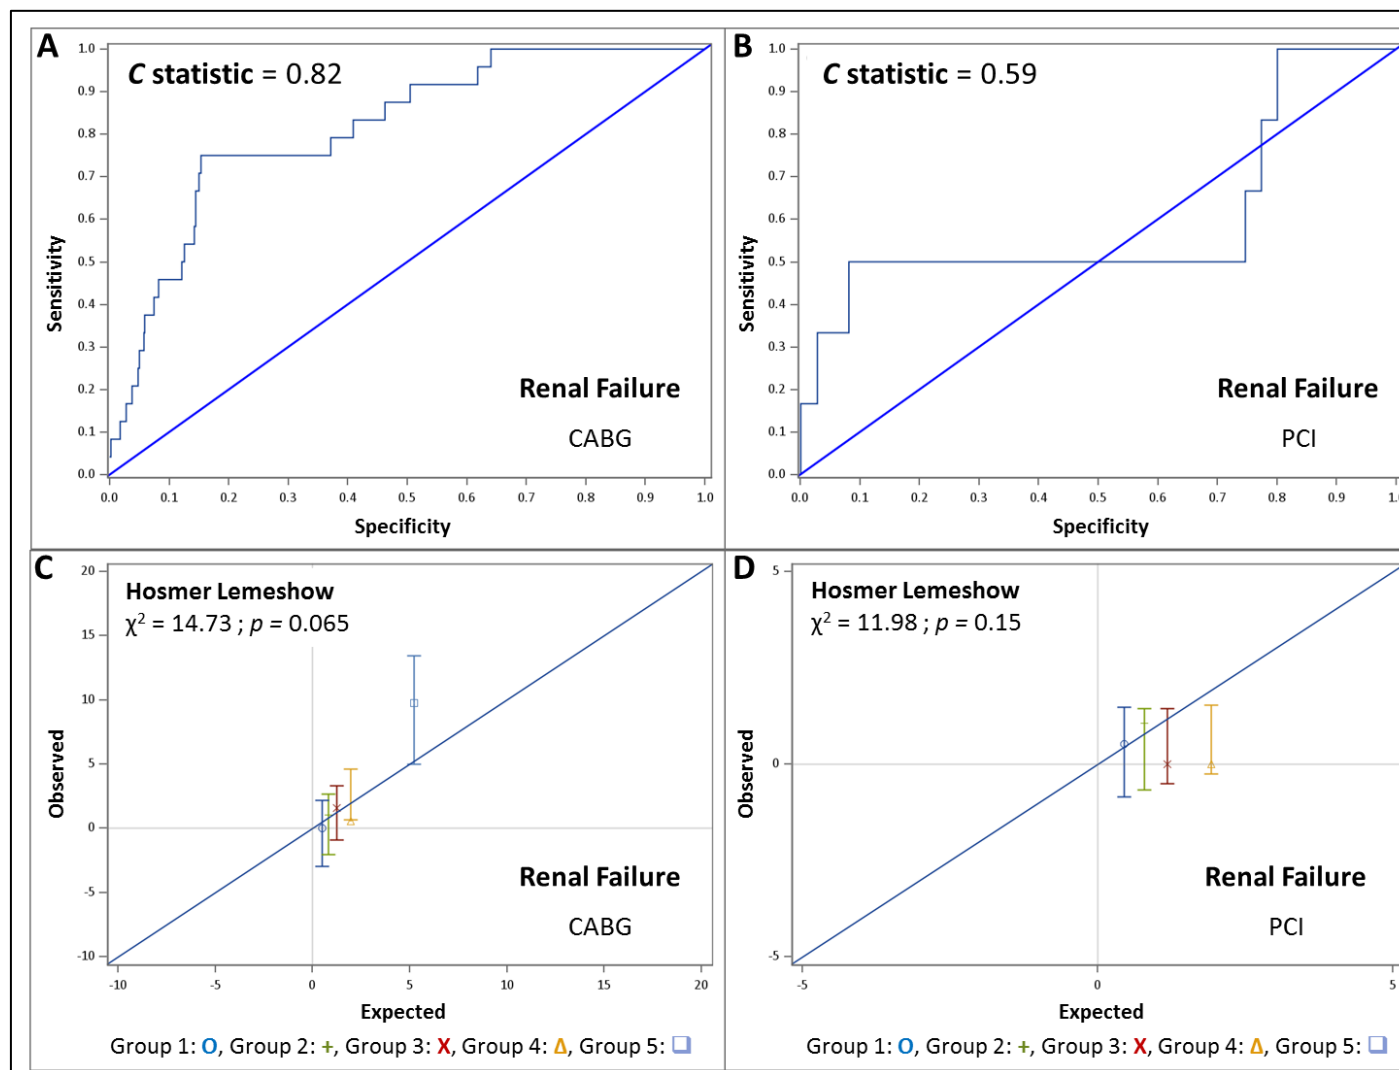 A
C statistic = 0.82
1.0
0.9
0.8
0.7
0.6
0.5
0.4
0.3
0.2
0.1
0.0
Sensitivity
Renal Failure
CABG
0.0 0.1 0.2 0.3 0.4 0.5 0.6 0.7 0.8 0.9 1.0
Specificity
B
C statistic = 0.59
1.0
0.9
0.8
0.7
0.6
0.5
0.4
0.3
0.2
0.1
0.0
Sensitivity
Renal Failure
PCI
0.0 0.1 0.2 0.3 0.4 0.5 0.6 0.7 0.8 0.9 1.0
Specificity
C
Hosmer Lemeshow
χ² = 14.73 ; p = 0.065
20
15
10
5
0
-5
-10
Observed
Renal Failure
CABG
-10 -5 0 5 10 15 20
Expected
Group 1: O, Group 2: +, Group 3: X, Group 4: Δ, Group 5: ❑
D
Hosmer Lemeshow
χ² = 11.98 ; p = 0.15
5
0
-5
Observed
Renal Failure
PCI
-5 0 5
Expected
Group 1: O, Group 2: +, Group 3: X, Group 4: Δ, Group 5: ❑